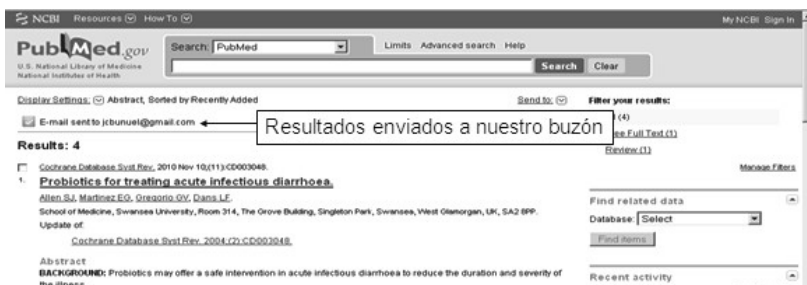 NCBI Resources How To My NCBI Sign In
PubMed.gov
U.S. National Library of Medicine
National Institutes of Health
Search: PubMed
Limits Advanced search Help
Search Clear
Display Settings: Abstract, Sorted by Recently Added
Send to:
Filter your results:
E-mail sent to jcbunuel@gmail.com
Resultados enviados a nuestro buzón
(4)
Free Full Text (1)
Review (1)
Manage Filters
Results: 4
Cochrane Database Syst Rev. 2010 Nov 10;(11):CD003048.
1. Probiotics for treating acute infectious diarrhoea.
Allen SJ, Martinez EG, Gregorio GV, Dans LF.
School of Medicine, Swansea University, Room 314, The Grove Building, Singleton Park, Swansea, West Glamorgan, UK, SA2 8PP.
Update of:
Cochrane Database Syst Rev. 2004;(2):CD003048.
Abstract
BACKGROUND: Probiotics may offer a safe intervention in acute infectious diarrhoea to reduce the duration and severity of
the illness.
Find related data
Database: Select
Find items
Recent activity